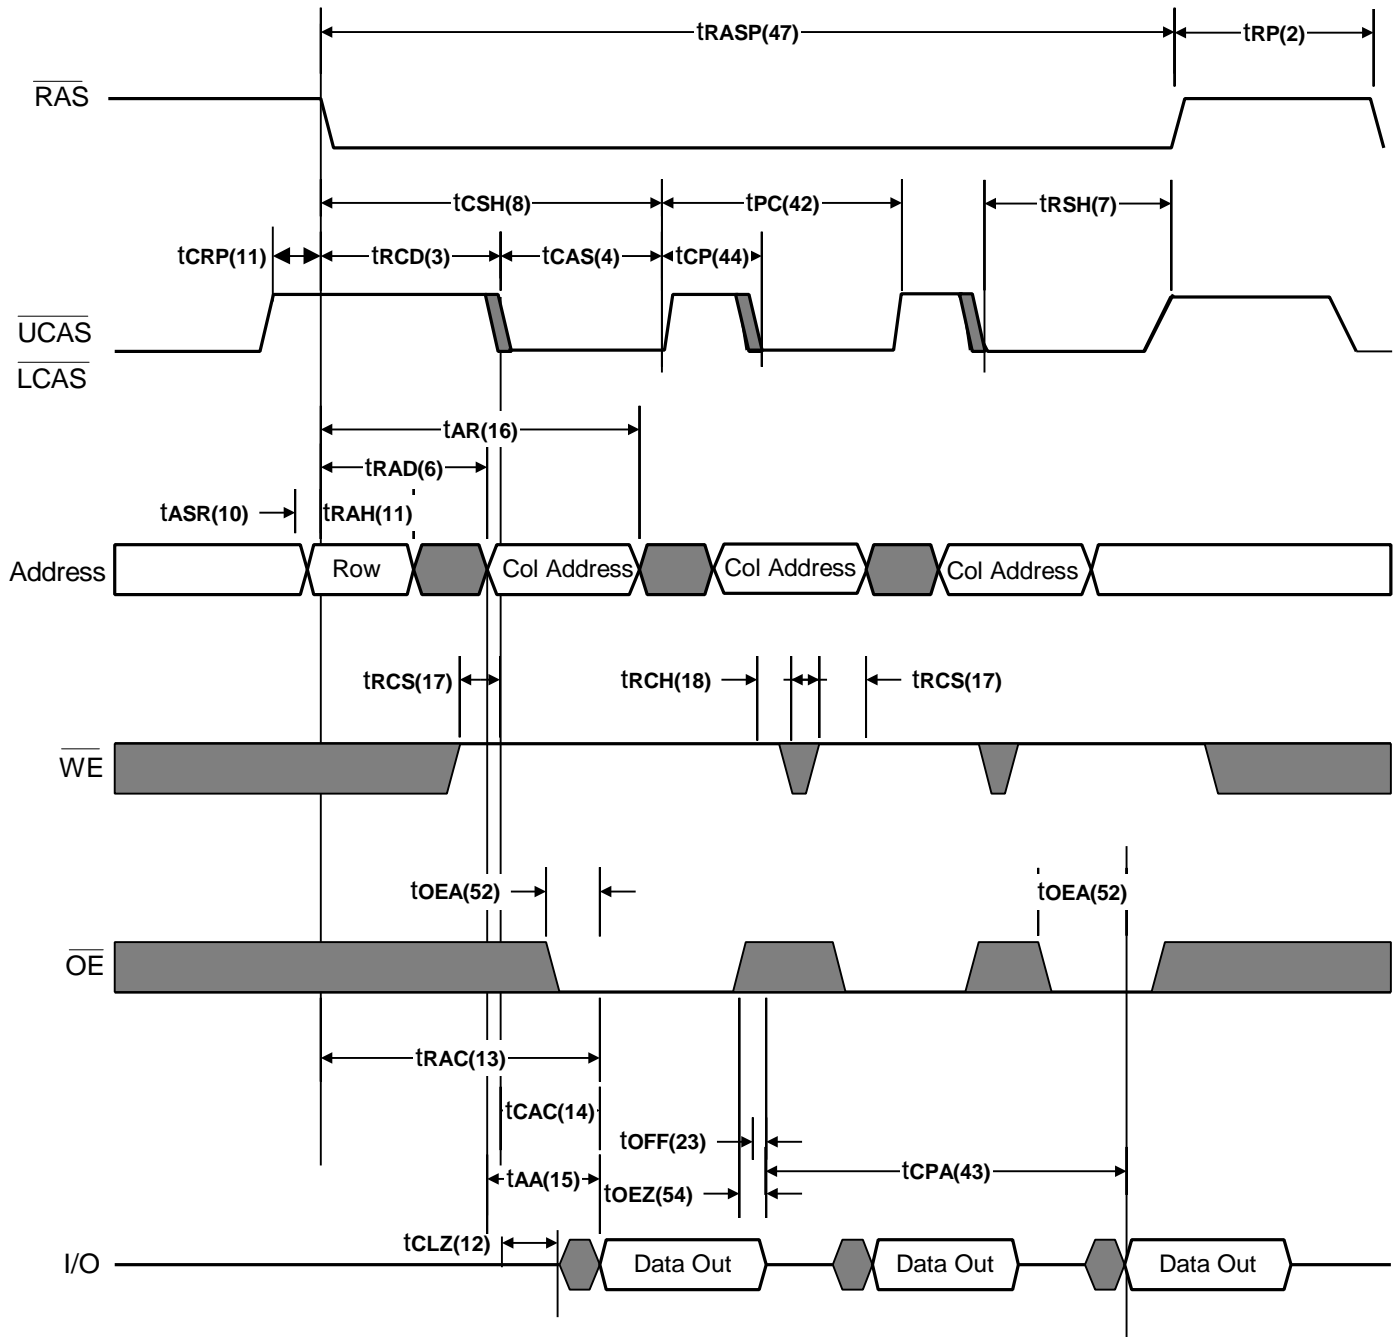 tRASP(47) tRP(2)
RAS
tCSH(8) tPC(42) tRSH(7)
tCRP(11) tRCD(3) tCAS(4) tCP(44)
UCAS
LCAS
tAR(16)
tRAD(6)
tASR(10) tRAH(11)
Address Row Col Address Col Address Col Address
tRCS(17) tRCH(18) tRCS(17)
WE
tOEA(52) tOEA(52)
OE
tRAC(13)
tCAC(14)
tOFF(23)
tAA(15) tOEZ(54) tCPA(43)
tCLZ(12)
I/O Data Out Data Out Data Out